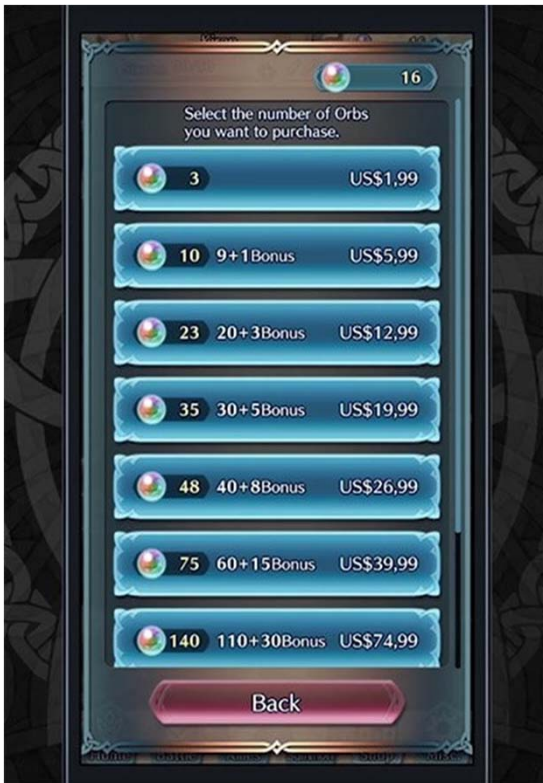 16
Select the number of Orbs
you want to purchase.
3 US$1,99
10 9+1Bonus US$5,99
23 20+3Bonus US$12,99
35 30+5Bonus US$19,99
48 40+8Bonus US$26,99
75 60+15Bonus US$39,99
140 110+30Bonus US$74,99
Back